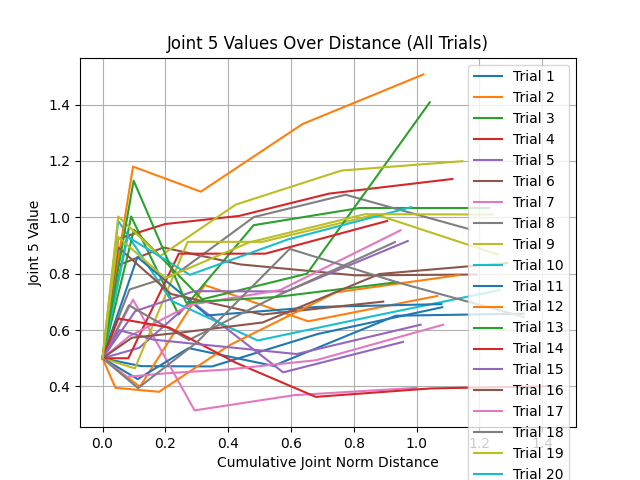 Joint 5 Values Over Distance (All Trials)
Joint 5 Value
1.4
1.2
1.0
0.8
0.6
0.4
0.0
0.2
0.4
0.6
0.8
1.0
1.2
1.4
Cumulative Joint Norm Distance
Trial 1
Trial 2
Trial 3
Trial 4
Trial 5
Trial 6
Trial 7
Trial 8
Trial 9
Trial 10
Trial 11
Trial 12
Trial 13
Trial 14
Trial 15
Trial 16
Trial 17
Trial 18
Trial 19
Trial 20